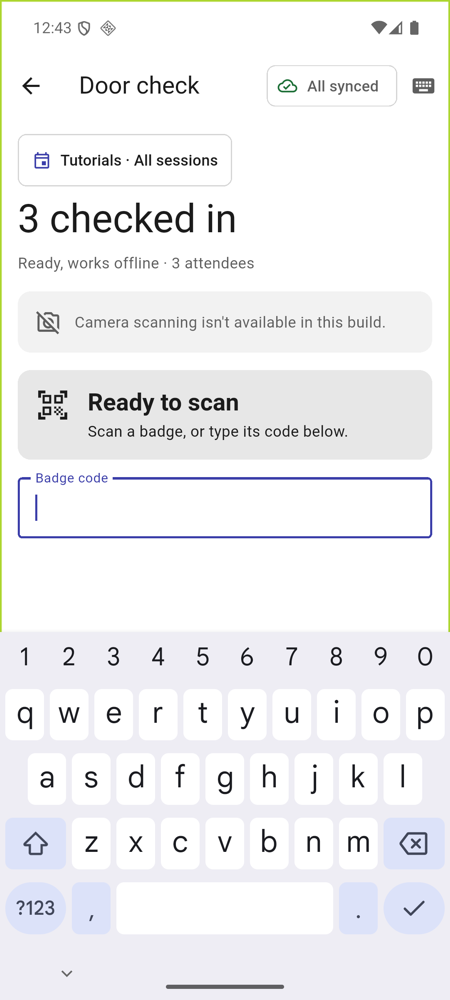 12:43
Door check
All synced
Tutorials · All sessions
3 checked in
Ready, works offline · 3 attendees
Camera scanning isn't available in this build.
Ready to scan
Scan a badge, or type its code below.
Badge code
1 2 3 4 5 6 7 8 9 0
q w e r t y u i o p
a s d f g h j k l
z x c v b n m
?123 , .